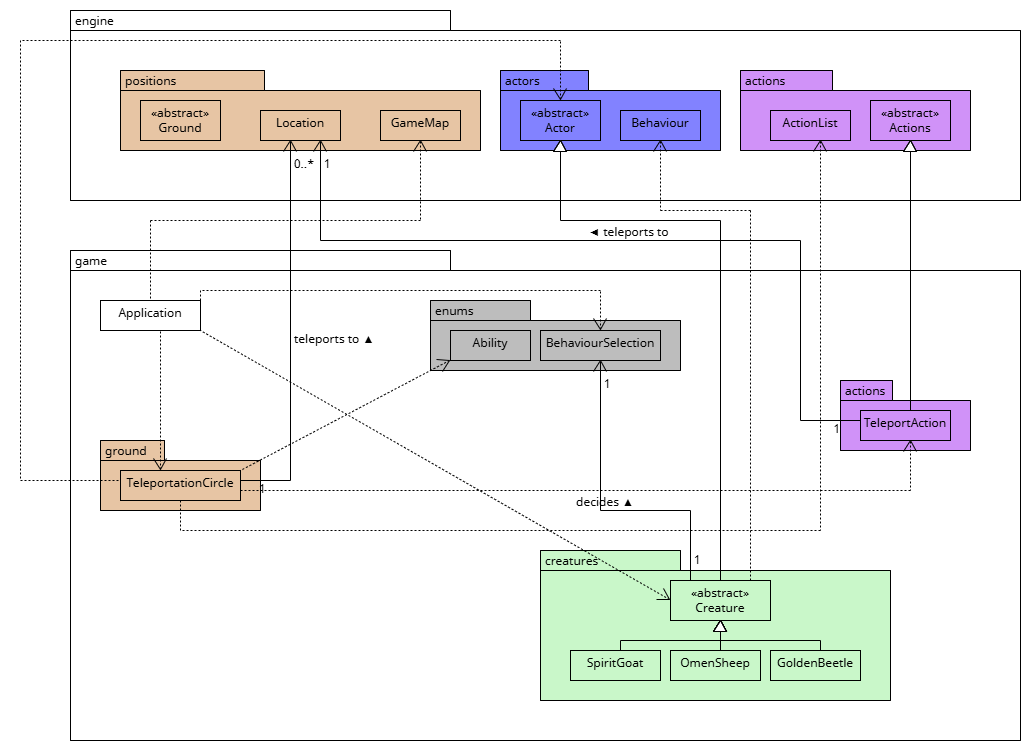 engine
positions
actors
actions
«abstract»
Ground
Location
GameMap
«abstract»
Actor
Behaviour
ActionList
«abstract»
Actions
0..*
1
◄ teleports to
game
Application
teleports to ▲
enums
Ability
BehaviourSelection
1
actions
TeleportAction
1
ground
TeleportationCircle
1
decides ▲
1
creatures
«abstract»
Creature
SpiritGoat
OmenSheep
GoldenBeetle